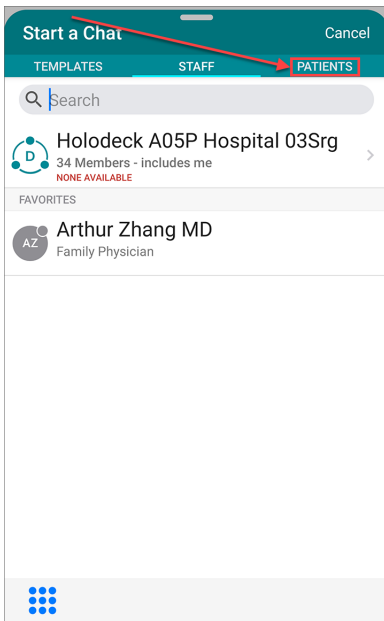 Start a Chat
Cancel
TEMPLATES
STAFF
PATIENTS
Search
D
Holodeck A05P Hospital 03Srg
34 Members - includes me
NONE AVAILABLE
FAVORITES
AZ
Arthur Zhang MD
Family Physician